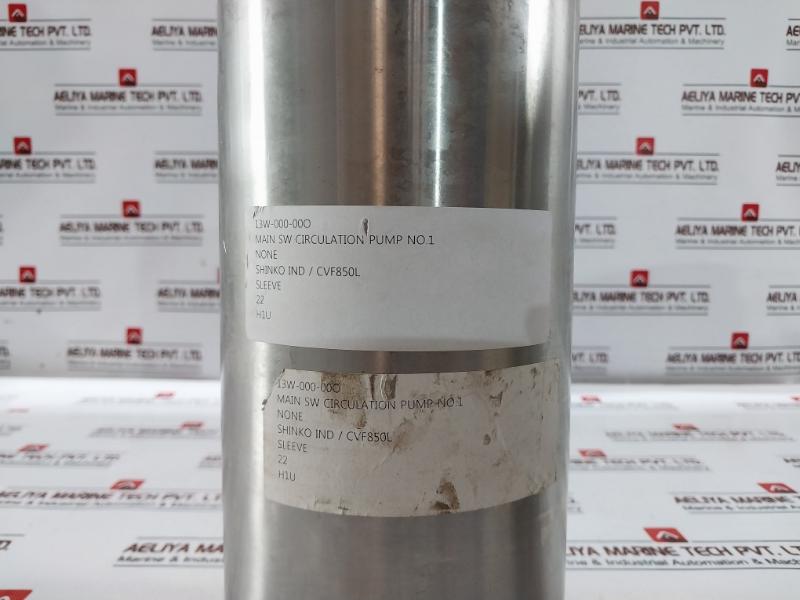 13W-000-00O
MAIN SW CIRCULATION PUMP NO.1
NONE
SHINKO IND / CVF850L
SLEEVE
22
H1U
13W-000-00O
MAIN SW CIRCULATION PUMP NO.1
NONE
SHINKO IND / CVF850L
SLEEVE
22
H1U
AELIYA MARINE TECH PVT. LTD.
Marine & Industrial Automation & Machinery